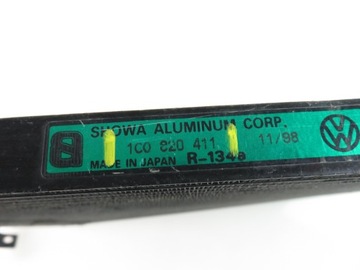 SHOWA ALUMINUM CORP.
1C0 820 411 11/98
MADE IN JAPAN R-134a